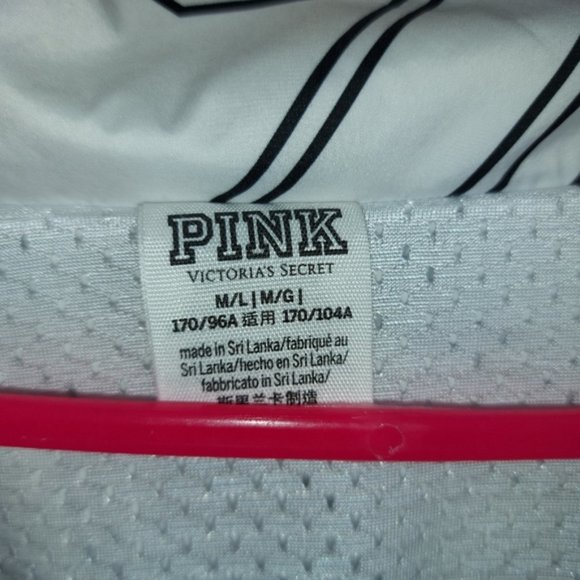 PINK
VICTORIA'S SECRET
M/L | M/G |
170/96A 适用 170/104A
made in Sri Lanka/fabriqué au
Sri Lanka/hecho en Sri Lanka/
fabbricato in Sri Lanka/
斯里兰卡制造